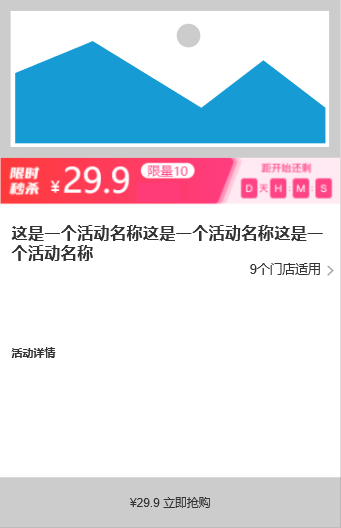 限时
秒杀
¥29.9
限量10
距开始还剩
D天H:M:S
这是一个活动名称这是一个活动名称这是一
个活动名称
9个门店适用
活动详情
¥29.9 立即抢购